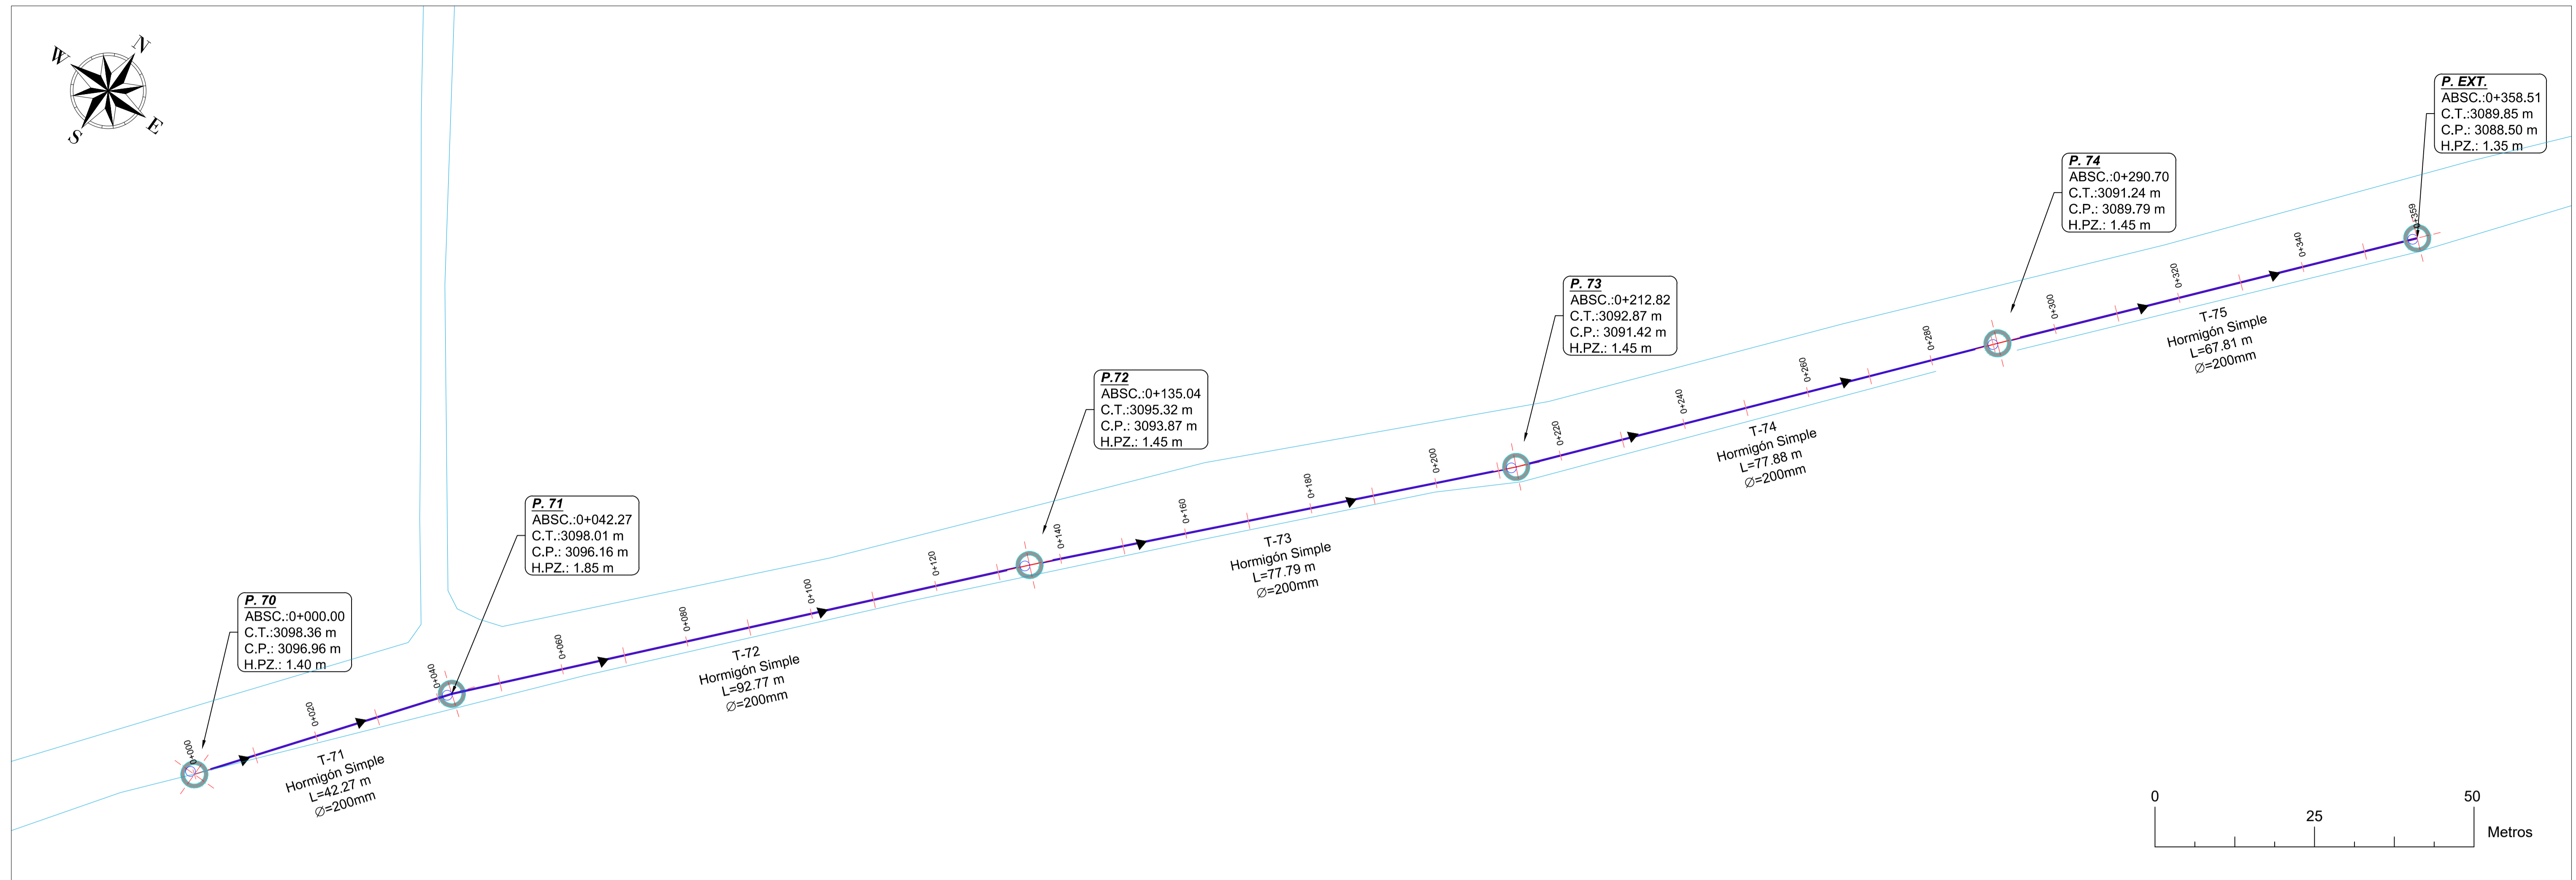 N
W
E
S
P. 70
ABSC.:0+000.00
C.T.:3098.36 m
C.P.: 3096.96 m
H.PZ.: 1.40 m
P. 71
ABSC.:0+042.27
C.T.:3098.01 m
C.P.: 3096.16 m
H.PZ.: 1.85 m
P.72
ABSC.:0+135.04
C.T.:3095.32 m
C.P.: 3093.87 m
H.PZ.: 1.45 m
P. 73
ABSC.:0+212.82
C.T.:3092.87 m
C.P.: 3091.42 m
H.PZ.: 1.45 m
P. 74
ABSC.:0+290.70
C.T.:3091.24 m
C.P.: 3089.79 m
H.PZ.: 1.45 m
P. EXT.
ABSC.:0+358.51
C.T.:3089.85 m
C.P.: 3088.50 m
H.PZ.: 1.35 m
0+000
0+020
0+040
0+060
0+080
0+100
0+120
0+140
0+160
0+180
0+200
0+220
0+240
0+260
0+280
0+300
0+320
0+340
0+359
T-71
Hormigón Simple
L=42.27 m
∅=200mm
T-72
Hormigón Simple
L=92.77 m
∅=200mm
T-73
Hormigón Simple
L=77.79 m
∅=200mm
T-74
Hormigón Simple
L=77.88 m
∅=200mm
T-75
Hormigón Simple
L=67.81 m
∅=200mm
0
25
50
Metros